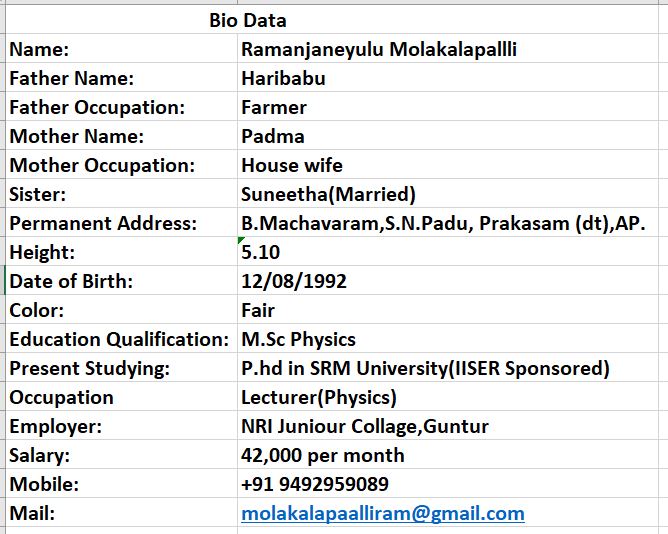 Bio Data
Name: Ramanjaneyulu Molakalapallli
Father Name: Haribabu
Father Occupation: Farmer
Mother Name: Padma
Mother Occupation: House wife
Sister: Suneetha(Married)
Permanent Address: B.Machavaram,S.N.Padu, Prakasam (dt),AP.
Height: 5.10
Date of Birth: 12/08/1992
Color: Fair
Education Qualification: M.Sc Physics
Present Studying: P.hd in SRM University(IISER Sponsored)
Occupation Lecturer(Physics)
Employer: NRI Juniour Collage,Guntur
Salary: 42,000 per month
Mobile: +91 9492959089
Mail: molakalapaalliram@gmail.com